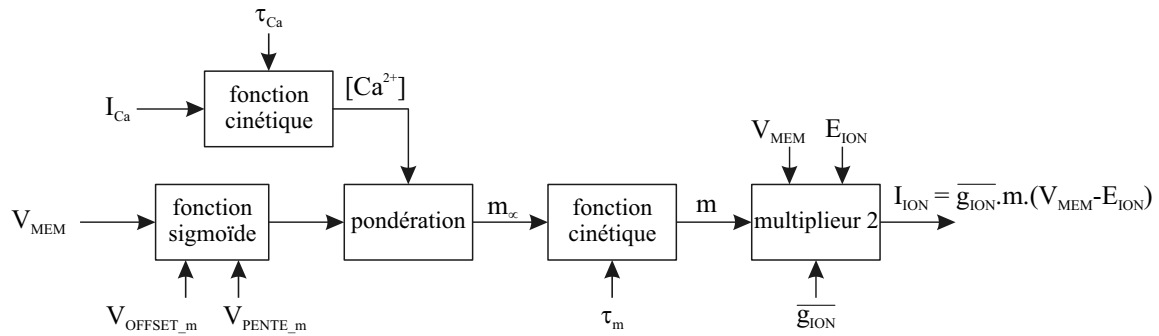 τCa
ICa
fonction
cinétique
[Ca2+]
VMEM
fonction
sigmoïde
pondération
m∝
fonction
cinétique
m
VMEM
EION
multiplieur 2
IION = gION.m.(VMEM-EION)
VOFFSET_m
VPENTE_m
τm
gION